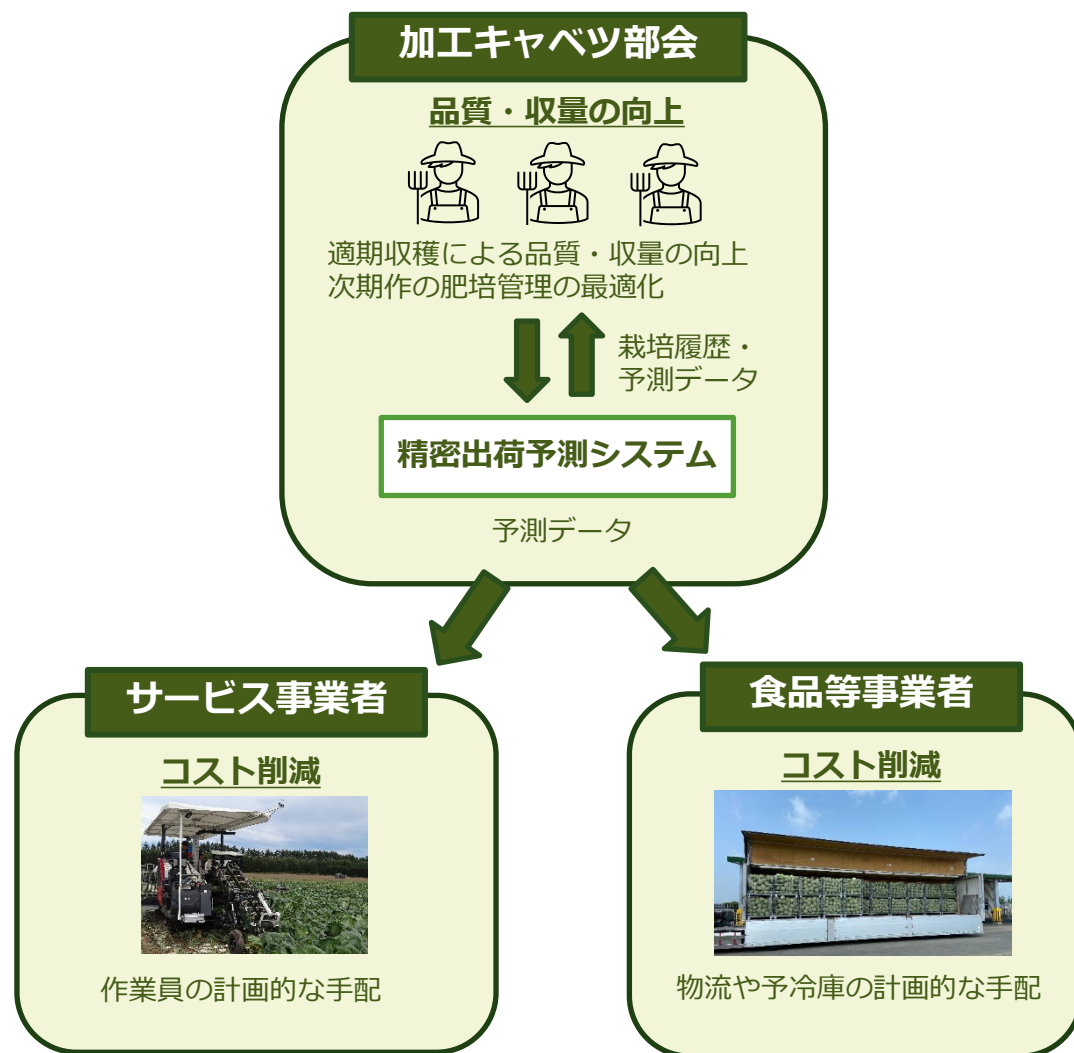 加工キャベツ部会
品質・収量の向上
適期収穫による品質・収量の向上
次期作の肥培管理の最適化
栽培履歴・
予測データ
精密出荷予測システム
予測データ
サービス事業者
コスト削減
作業員の計画的な手配
食品等事業者
コスト削減
物流や予冷庫の計画的な手配